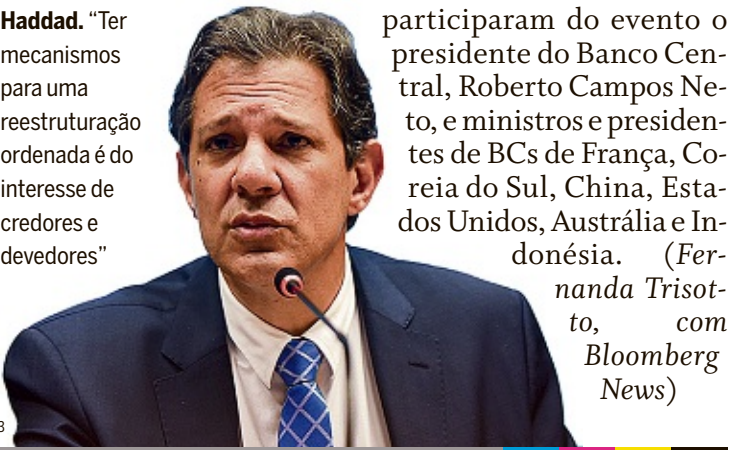 Haddad. “Ter
mecanismos
para uma
reestruturação
ordenada é do
interesse de
credores e
devedores”
participaram do evento o
presidente do Banco Cen-
tral, Roberto Campos Ne-
to, e ministros e presiden-
tes de BCs de França, Co-
reia do Sul, China, Esta-
dos Unidos, Austrália e In-
donésia. (Fer-
nanda Trisot-
to, com
Bloomberg
News)
3